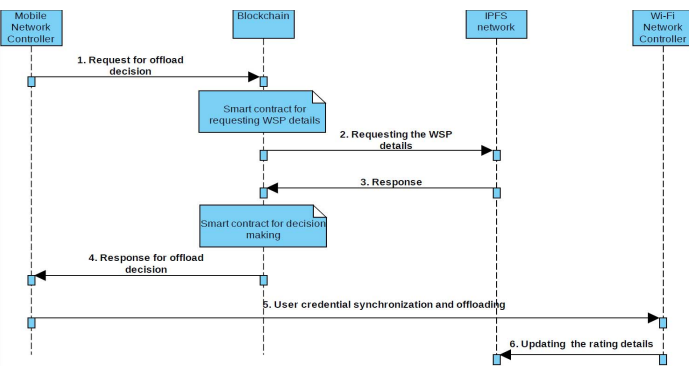 Mobile
Network
Controller
Blockchain
IPFS
network
Wi-Fi
Network
Controller
1. Request for offload
decision
Smart contract for
requesting WSP details
2. Requesting the WSP
details
3. Response
Smart contract for decision
making
4. Response for offload
decision
5. User credential synchronization and offloading
6. Updating the rating details